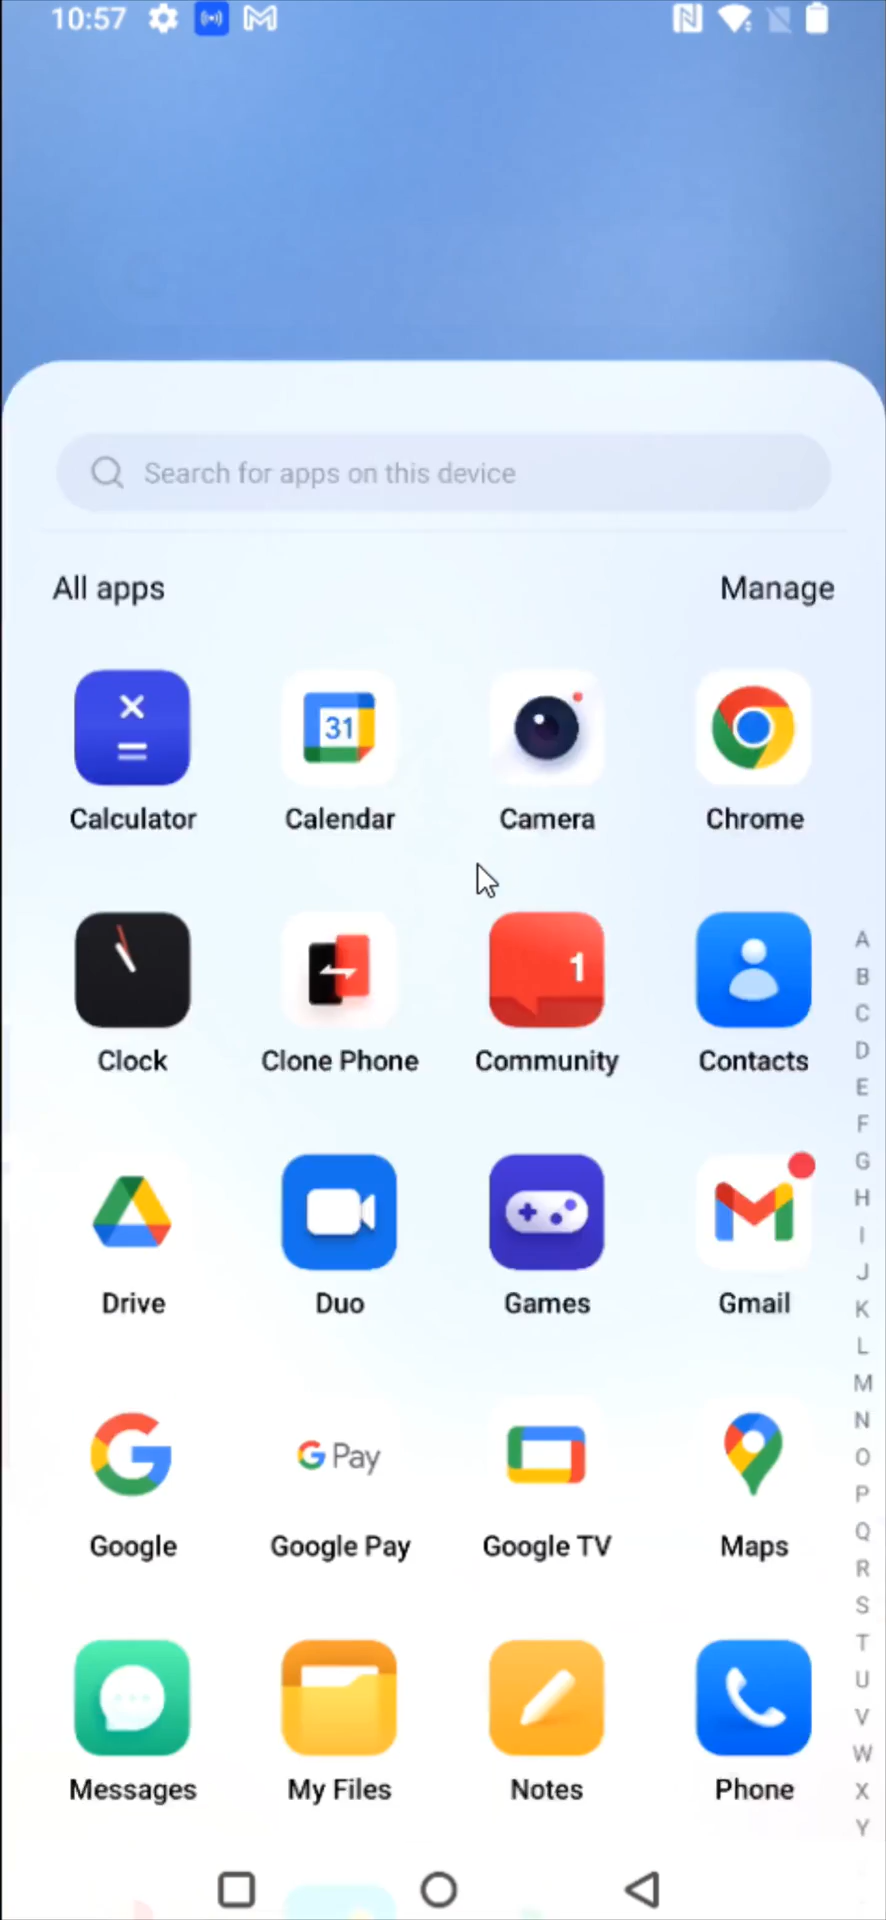 10:57
Search for apps on this device
All apps Manage
31
Calculator Calendar Camera Chrome
1
Clock Clone Phone Community Contacts
Drive Duo Games Gmail
G Pay
Google Google Pay Google TV Maps
Messages My Files Notes Phone
A
B
C
D
E
F
G
H
I
J
K
L
M
N
O
P
Q
R
S
T
U
V
W
X
Y